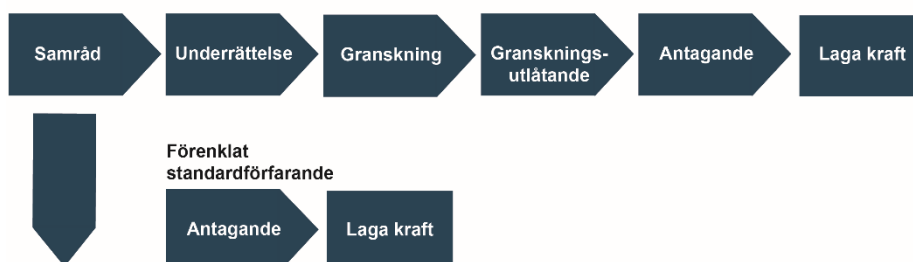 Samråd
Underrättelse
Granskning
Gransknings-
utlåtande
Antagande
Laga kraft
Förenklat
standardförfarande
Antagande
Laga kraft